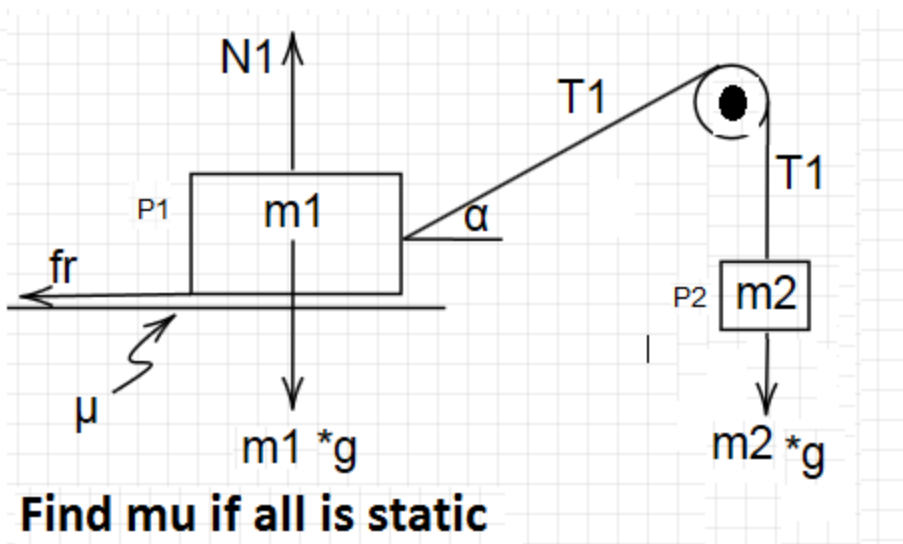 N1
T1
T1
P1
m1
α
fr
P2
m2
μ
m1 *g
m2 *g
Find mu if all is static